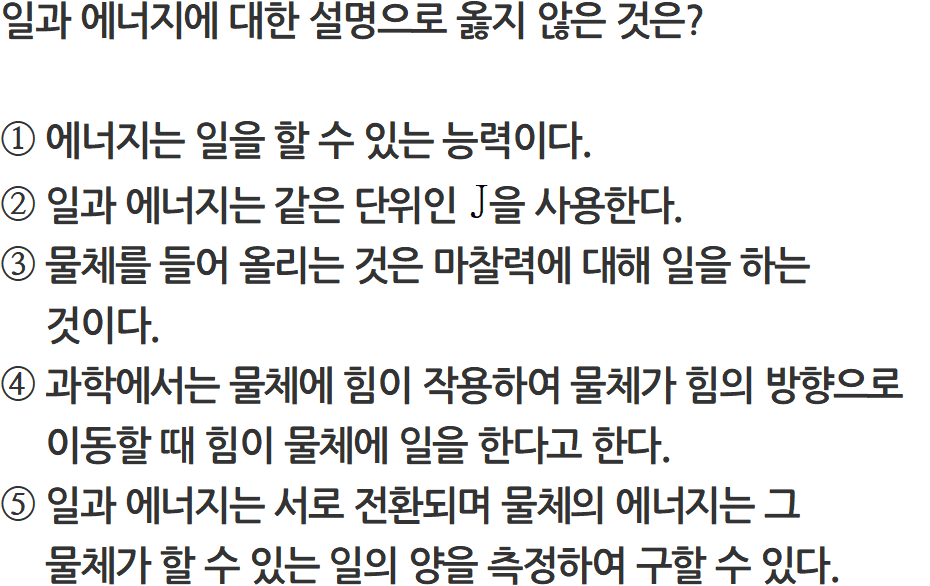 일과 에너지에 대한 설명으로 옳지 않은 것은?
① 에너지는 일을 할 수 있는 능력이다.
② 일과 에너지는 같은 단위인 J을 사용한다.
③ 물체를 들어 올리는 것은 마찰력에 대해 일을 하는
것이다.
④ 과학에서는 물체에 힘이 작용하여 물체가 힘의 방향으로
이동할 때 힘이 물체에 일을 한다고 한다.
⑤ 일과 에너지는 서로 전환되며 물체의 에너지는 그
물체가 할 수 있는 일의 양을 측정하여 구할 수 있다.